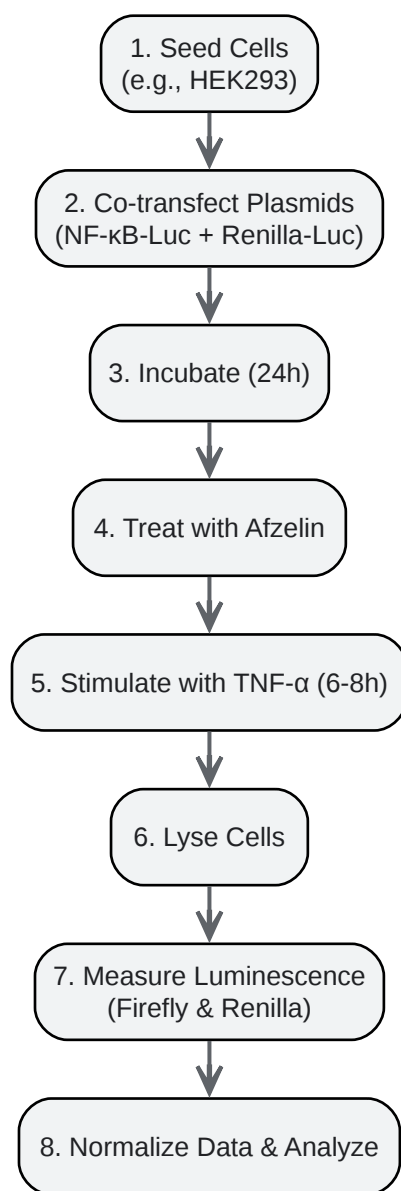 1. Seed Cells
(e.g., HEK293)
2. Co-transfect Plasmids
(NF-κB-Luc + Renilla-Luc)
3. Incubate (24h)
4. Treat with Afzelin
5. Stimulate with TNF-α (6-8h)
6. Lyse Cells
7. Measure Luminescence
(Firefly & Renilla)
8. Normalize Data & Analyze